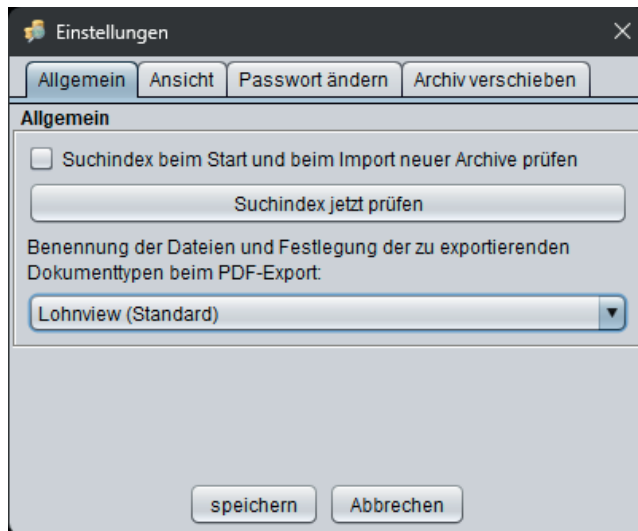 Einstellungen
Allgemein Ansicht Passwort ändern Archiv verschieben
Allgemein
Suchindex beim Start und beim Import neuer Archive prüfen
Suchindex jetzt prüfen
Benennung der Dateien und Festlegung der zu exportierenden
Dokumenttypen beim PDF-Export:
Lohnview (Standard)
speichern Abbrechen